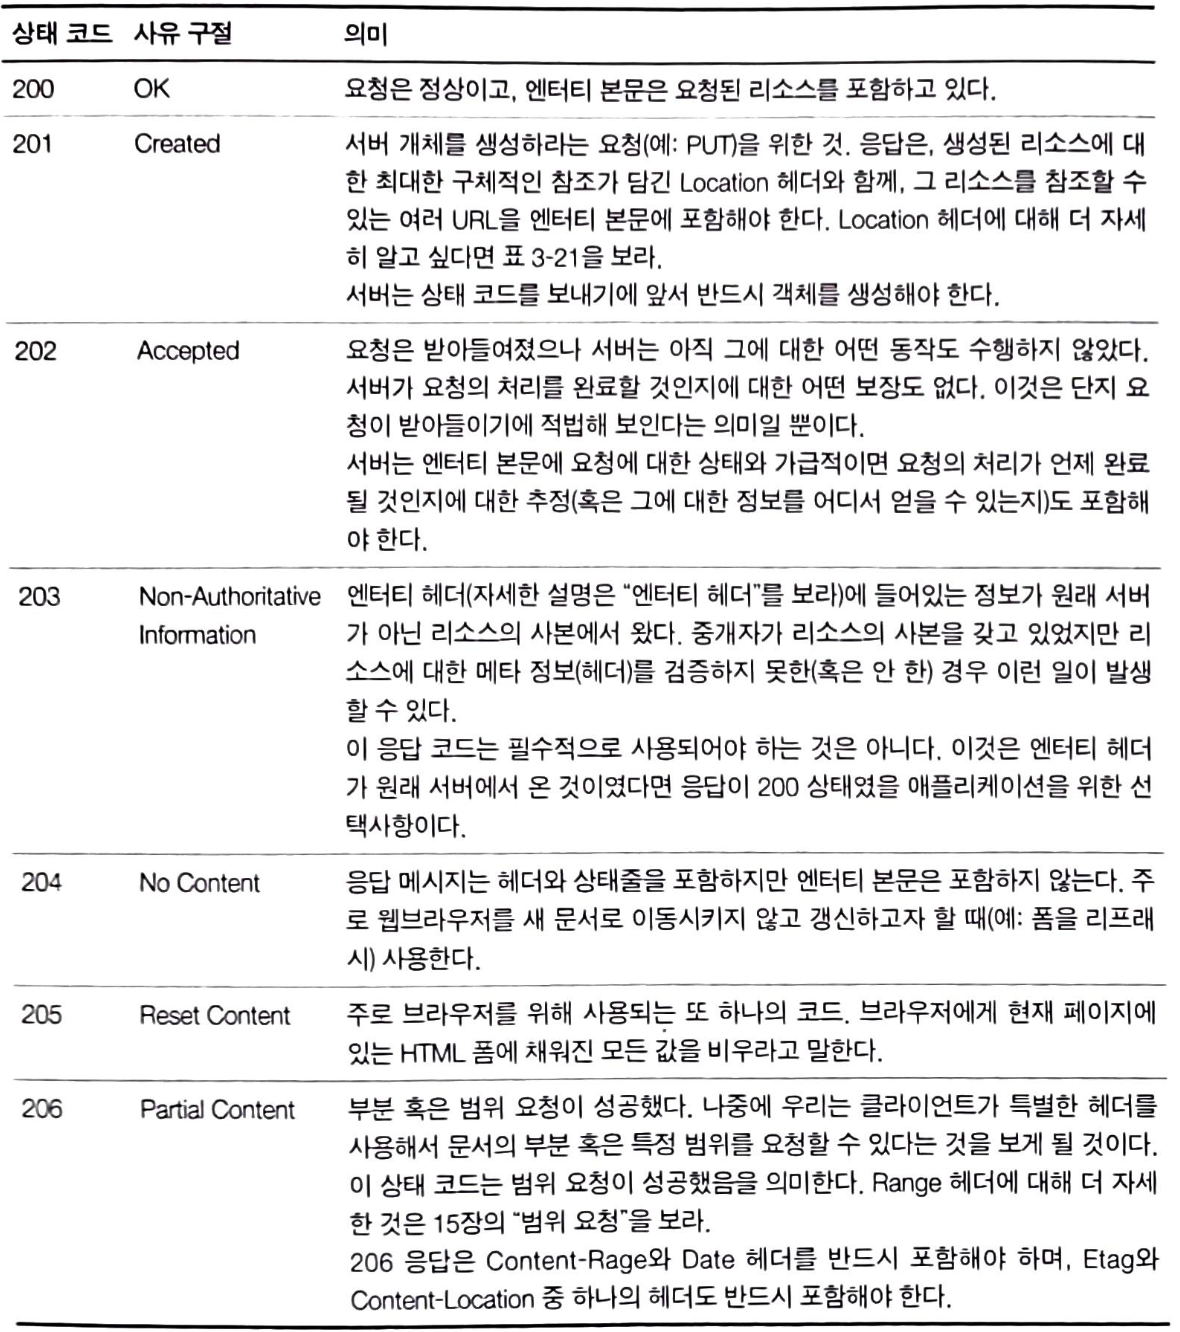 상태 코드 사유 구절 의미
200 OK 요청은 정상이고, 엔터티 본문은 요청된 리소스를 포함하고 있다.
201 Created 서버 개체를 생성하라는 요청(예: PUT)을 위한 것. 응답은, 생성된 리소스에 대
한 최대한 구체적인 참조가 담긴 Location 헤더와 함께, 그 리소스를 참조할 수
있는 여러 URL을 엔터티 본문에 포함해야 한다. Location 헤더에 대해 더 자세
히 알고 싶다면 표 3-21을 보라.
서버는 상태 코드를 보내기에 앞서 반드시 객체를 생성해야 한다.
202 Accepted 요청은 받아들여졌으나 서버는 아직 그에 대한 어떤 동작도 수행하지 않았다.
서버가 요청의 처리를 완료할 것인지에 대한 어떤 보장도 없다. 이것은 단지 요
청이 받아들이기에 적법해 보인다는 의미일 뿐이다.
서버는 엔터티 본문에 요청에 대한 상태와 가급적이면 요청의 처리가 언제 완료
될 것인지에 대한 추정(혹은 그에 대한 정보를 어디서 얻을 수 있는지)도 포함해
야 한다.
203 Non-Authoritative 엔터티 헤더(자세한 설명은 “엔터티 헤더”를 보라)에 들어있는 정보가 원래 서버
Information 가 아닌 리소스의 사본에서 왔다. 중개자가 리소스의 사본을 갖고 있었지만 리
소스에 대한 메타 정보(헤더)를 검증하지 못한(혹은 안 한) 경우 이런 일이 발생
할 수 있다.
이 응답 코드는 필수적으로 사용되어야 하는 것은 아니다. 이것은 엔터티 헤더
가 원래 서버에서 온 것이였다면 응답이 200 상태였을 애플리케이션을 위한 선
택사항이다.
204 No Content 응답 메시지는 헤더와 상태줄을 포함하지만 엔터티 본문은 포함하지 않는다. 주
로 웹브라우저를 새 문서로 이동시키지 않고 갱신하고자 할 때(예: 폼을 리프래
시) 사용한다.
205 Reset Content 주로 브라우저를 위해 사용되는 또 하나의 코드. 브라우저에게 현재 페이지에
있는 HTML 폼에 채워진 모든 값을 비우라고 말한다.
206 Partial Content 부분 혹은 범위 요청이 성공했다. 나중에 우리는 클라이언트가 특별한 헤더를
사용해서 문서의 부분 혹은 특정 범위를 요청할 수 있다는 것을 보게 될 것이다.
이 상태 코드는 범위 요청이 성공했음을 의미한다. Range 헤더에 대해 더 자세
한 것은 15장의 “범위 요청”을 보라.
206 응답은 Content-Rage와 Date 헤더를 반드시 포함해야 하며, Etag와
Content-Location 중 하나의 헤더도 반드시 포함해야 한다.